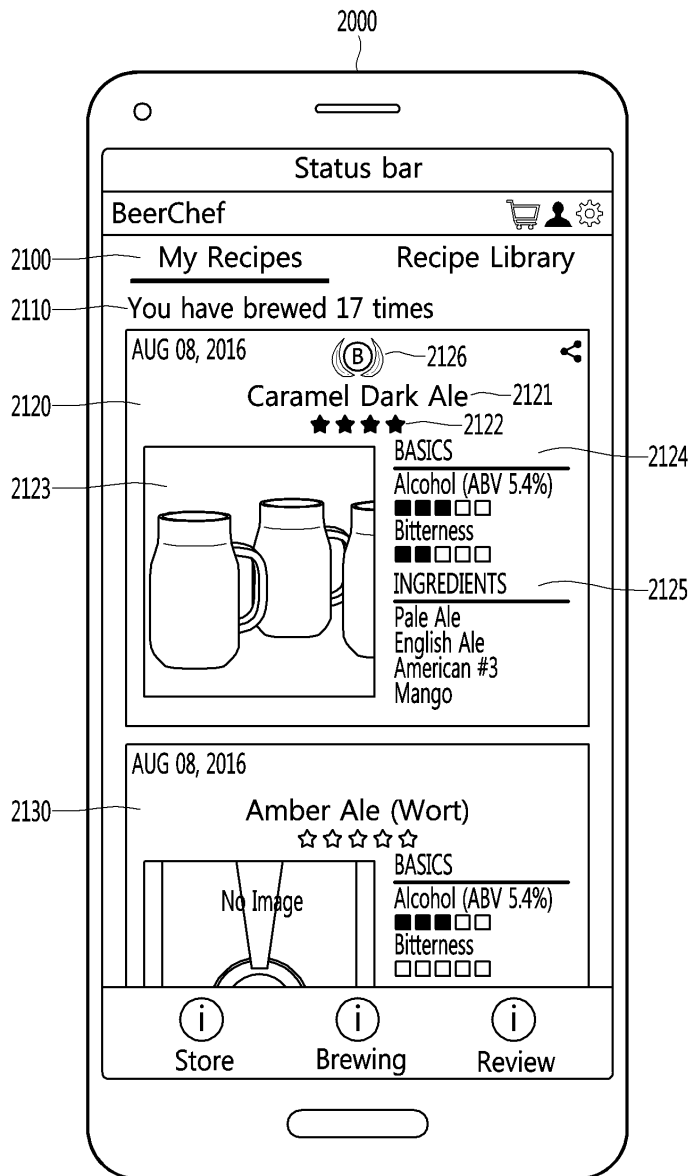 2000
Status bar
BeerChef
2100 My Recipes Recipe Library
2110 You have brewed 17 times
AUG 08, 2016
B 2126
2120 Caramel Dark Ale 2121
2122
BASICS 2124
2123 Alcohol (ABV 5.4%)
Bitterness
INGREDIENTS 2125
Pale Ale
English Ale
American #3
Mango
AUG 08, 2016
2130 Amber Ale (Wort)
BASICS
No Image Alcohol (ABV 5.4%)
Bitterness
i i i
Store Brewing Review